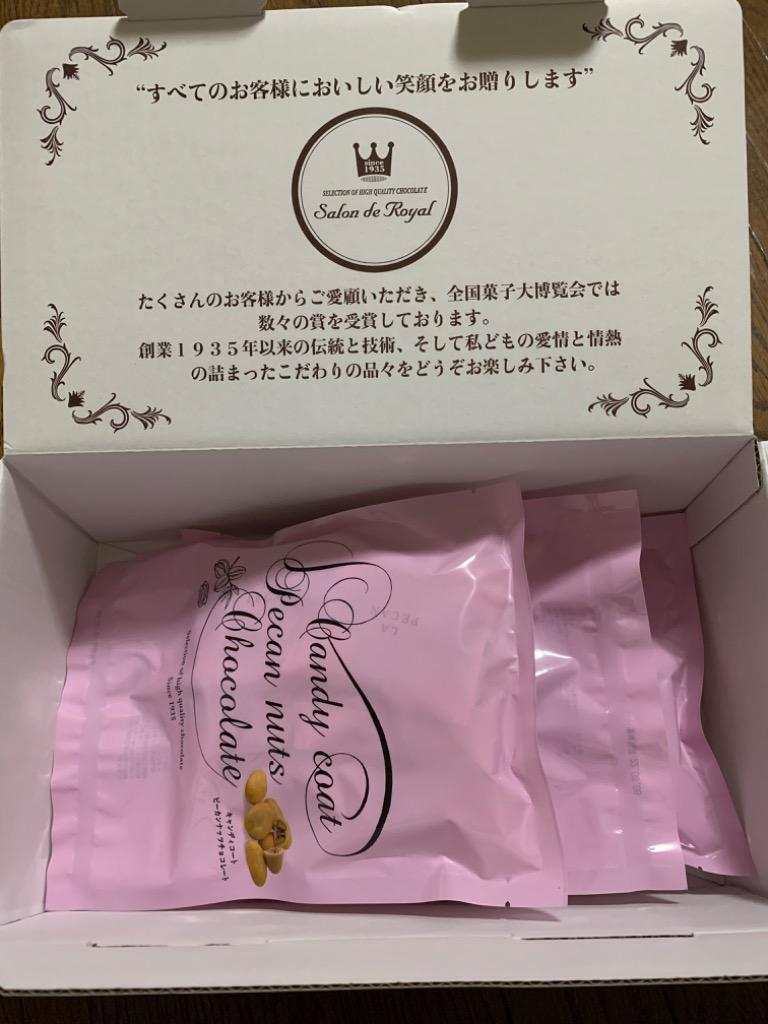 “すべてのお客様においしい笑顔をお贈りします”
since
1935
SELECTION OF HIGH QUALITY CHOCOLATE
Salon de Royal
たくさんのお客様からご愛顧いただき、全国菓子大博覧会では
数々の賞を受賞しております。
創業1935年以来の伝統と技術、そして私どもの愛情と情熱
の詰まったこだわりの品々をどうぞお楽しみ下さい。
Candy coat
Pecan nuts
Chocolate
LA
PECAN
Selection of high quality chocolate
Since 1935
キャンディコート
ピーカンナッツチョコレート